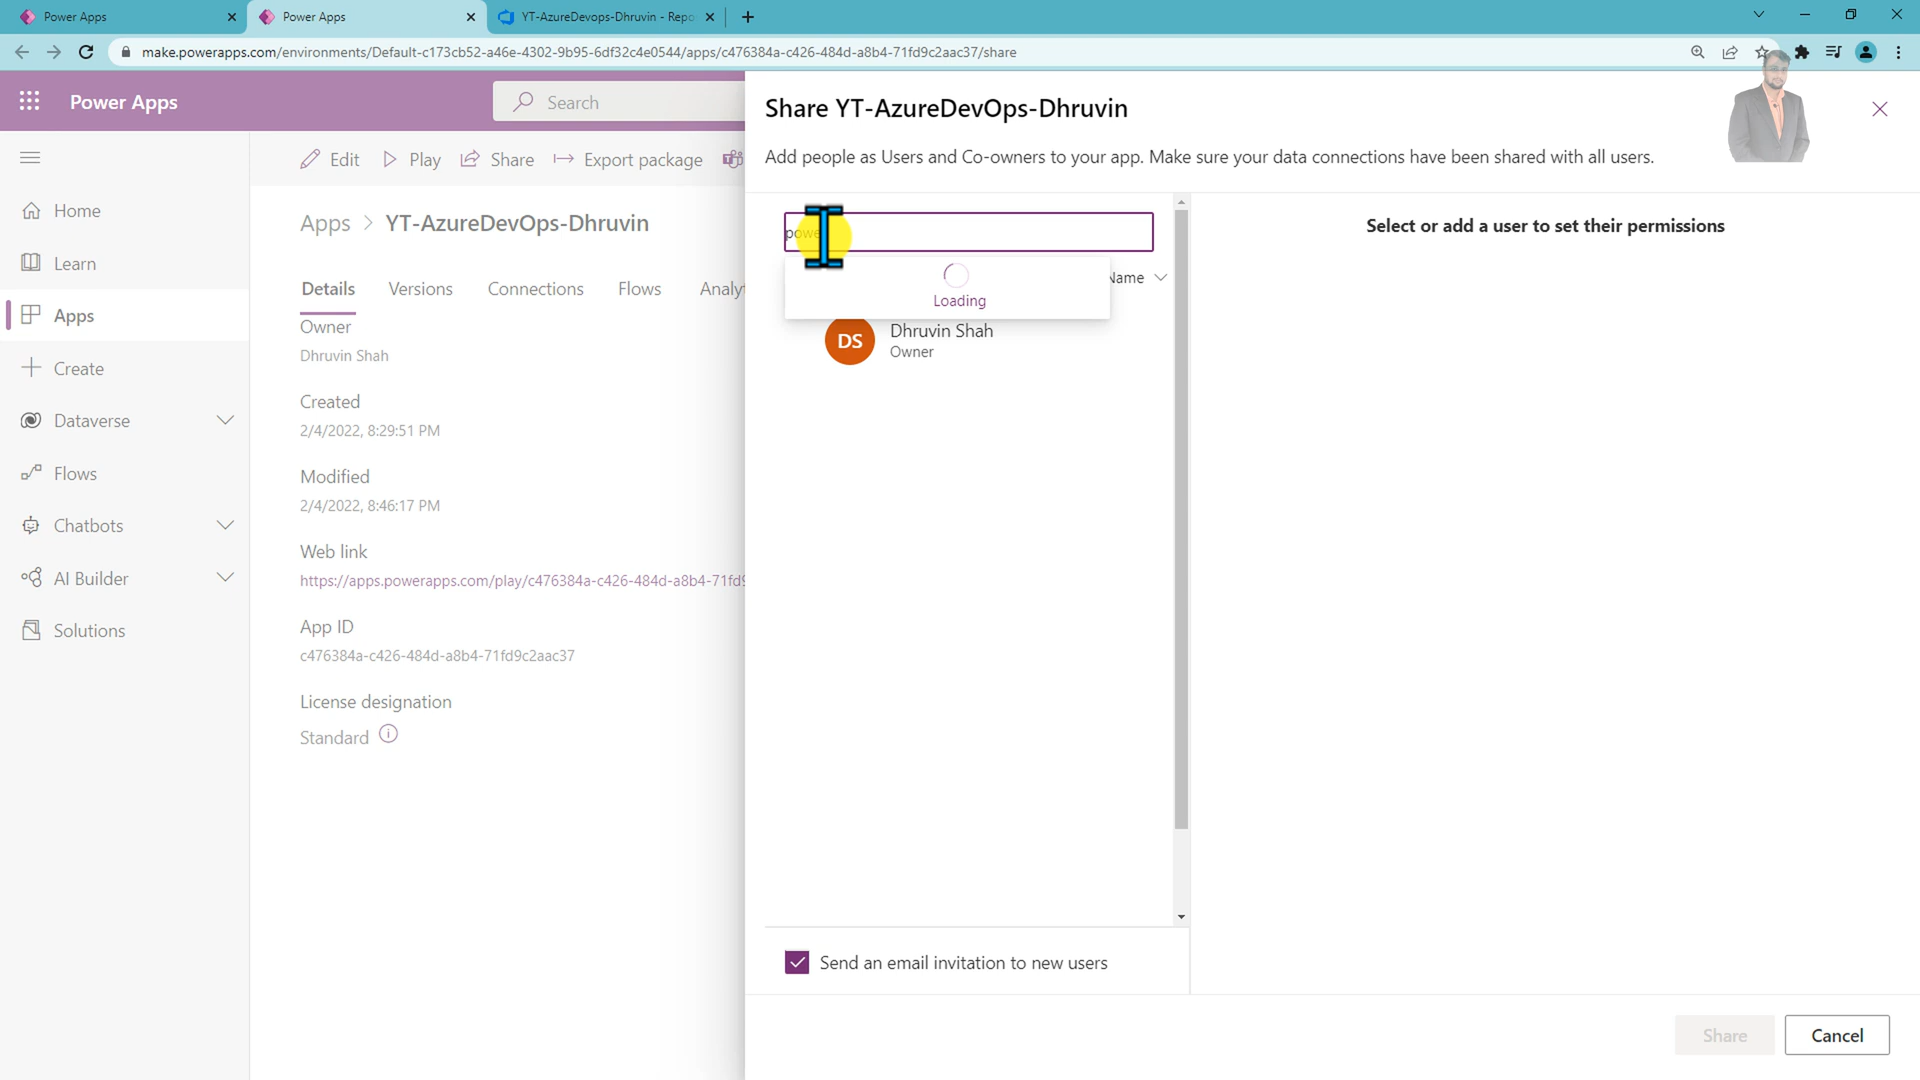 Power Apps
Power Apps
YT-AzureDevops-Dhruvin - Repo
make.powerapps.com/environments/Default-c173cb52-a46e-4302-9b95-6df32c4e0544/apps/c476384a-c426-484d-a8b4-71fd9c2aac37/share
Power Apps
Search
Home
Learn
Apps
Create
Dataverse
Flows
Chatbots
AI Builder
Solutions
Edit
Play
Share
Export package
Apps > YT-AzureDevOps-Dhruvin
Details
Versions
Connections
Flows
Analyt
Owner
Dhruvin Shah
Created
2/4/2022, 8:29:51 PM
Modified
2/4/2022, 8:46:17 PM
Web link
https://apps.powerapps.com/play/c476384a-c426-484d-a8b4-71fd9
App ID
c476384a-c426-484d-a8b4-71fd9c2aac37
License designation
Standard
Share YT-AzureDevOps-Dhruvin
Add people as Users and Co-owners to your app. Make sure your data connections have been shared with all users.
Name
Loading
DS
Dhruvin Shah
Owner
Select or add a user to set their permissions
Send an email invitation to new users
Share
Cancel